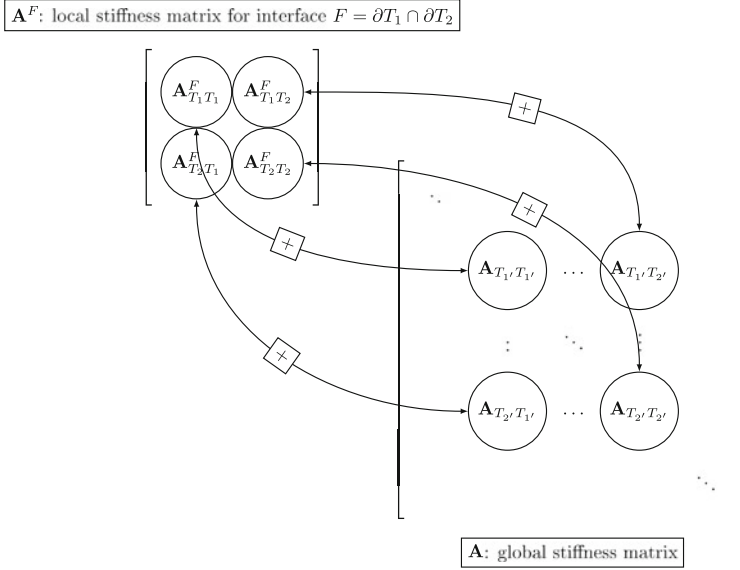 A^F: local stiffness matrix for interface F = ∂T_1 ∩ ∂T_2
A^F_{T_1T_1} A^F_{T_1T_2}
+
A^F_{T_2T_1} A^F_{T_2T_2}
+
+
A_{T_{1'}T_{1'}} ... A_{T_{1'}T_{2'}}
+
A_{T_{2'}T_{1'}} ... A_{T_{2'}T_{2'}}
A: global stiffness matrix